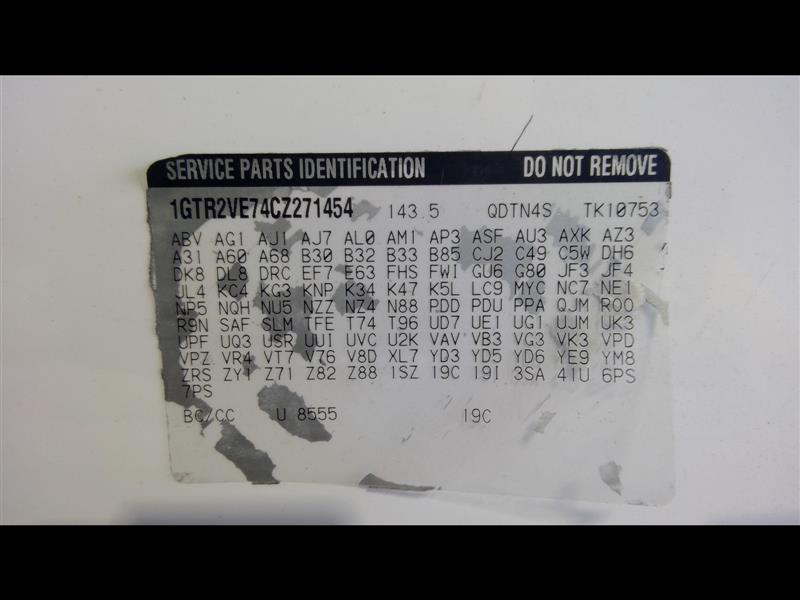 SERVICE PARTS IDENTIFICATION DO NOT REMOVE
1GTR2VE74CZ271454 143.5 QDTN4S TK10753
ABV AG1 AJ1 AJ7 AL0 AM1 AP3 ASF AU3 AXK AZ3
A31 A60 A68 B30 B32 B33 B85 CJ2 C49 C5W DH6
DK8 DL8 DRC EF7 E63 FHS FWI GU6 G80 JF3 JF4
JL4 KC4 KG3 KNP K34 K47 K5L LC9 MYC NC7 NE1
NP5 NQH NU5 NZZ NZ4 N88 PDD PDU PPA QJM R00
R9N SAF SLM TFE T74 T96 UD7 UE1 UG1 UJM UK3
UPF UQ3 USR UUI UVC U2K VAV VB3 VG3 VK3 VPD
VPZ VR4 VT7 V76 V8D XL7 YD3 YD5 YD6 YE9 YM8
ZRS ZY1 Z71 Z82 Z88 1SZ 19C 19I 3SA 41U 6PS
7PS
BC/CC U 8555 19C